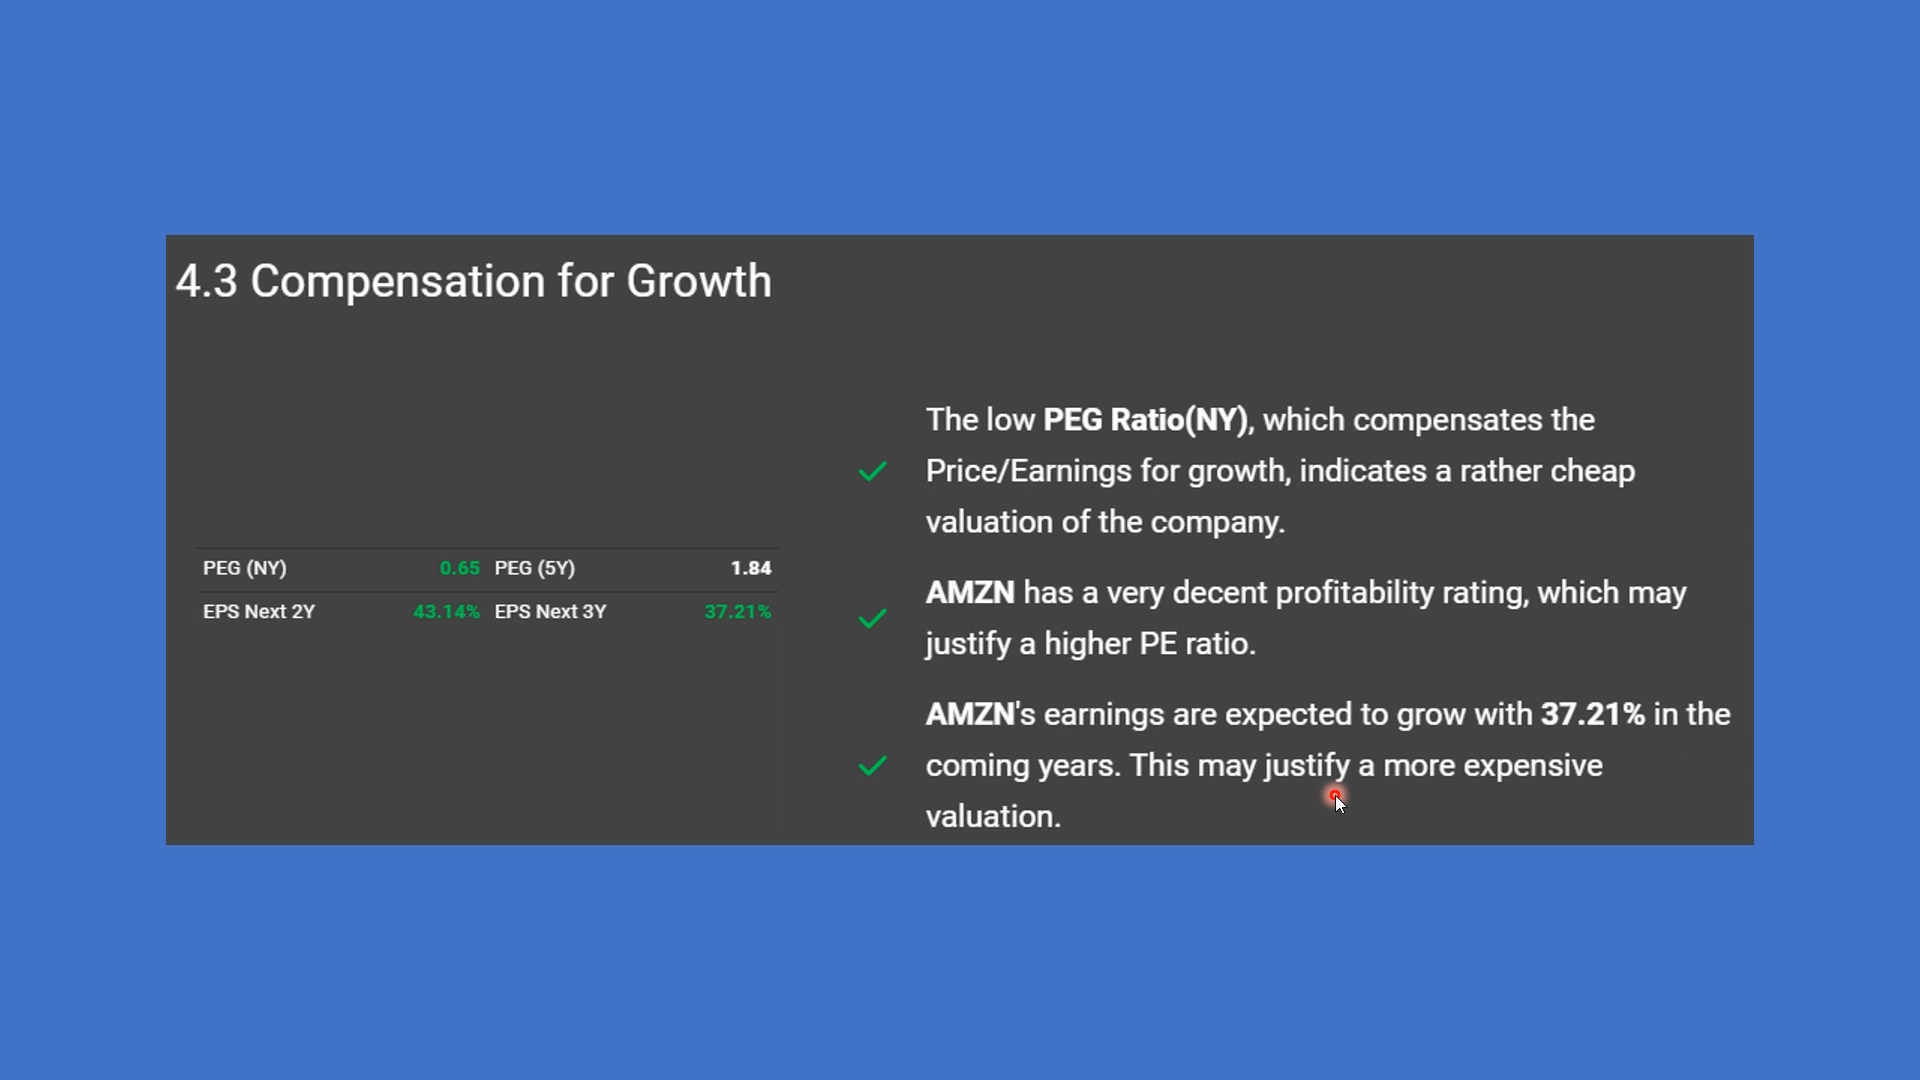 4.3 Compensation for Growth
PEG (NY) 0.65 PEG (5Y) 1.84
EPS Next 2Y 43.14% EPS Next 3Y 37.21%
The low PEG Ratio(NY), which compensates the
Price/Earnings for growth, indicates a rather cheap
valuation of the company.
AMZN has a very decent profitability rating, which may
justify a higher PE ratio.
AMZN's earnings are expected to grow with 37.21% in the
coming years. This may justify a more expensive
valuation.